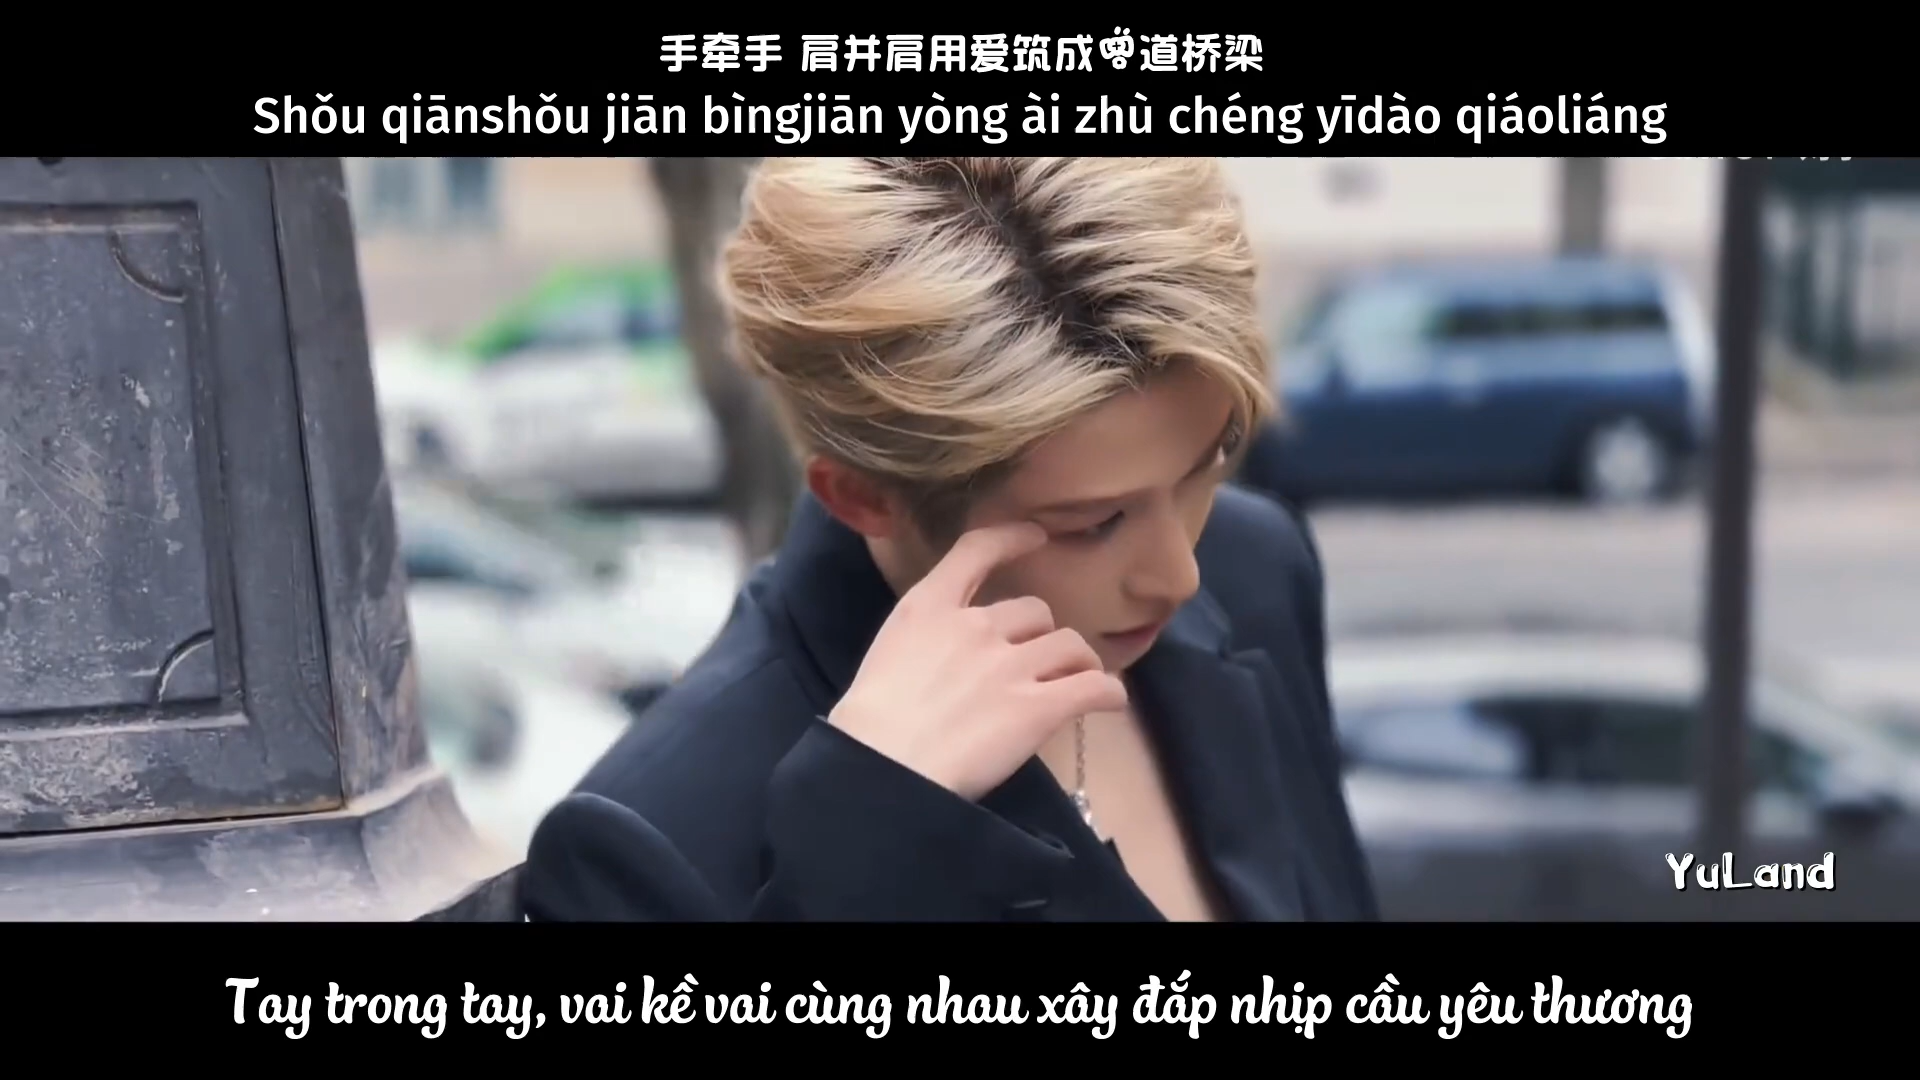 手牵手 肩并肩用爱筑成一道桥梁
Shǒu qiānshǒu jiān bìngjiān yòng ài zhù chéng yīdào qiáoliáng
YuLand
Tay trong tay, vai kề vai cùng nhau xây đắp nhịp cầu yêu thương